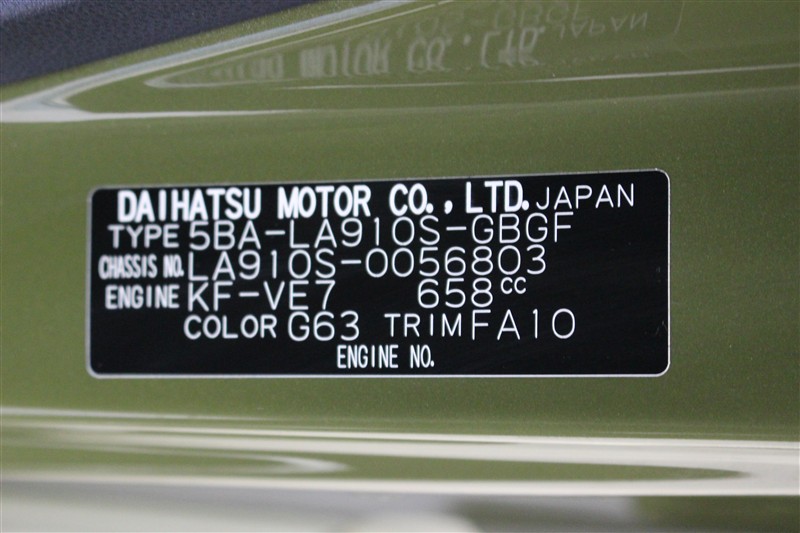 DAIHATSU MOTOR CO., LTD. JAPAN
TYPE 5BA-LA910S-GBGF
CHASSIS NO. LA910S-0056803
ENGINE KF-VE7 658cc
COLOR G63 TRIM FA10
ENGINE NO.